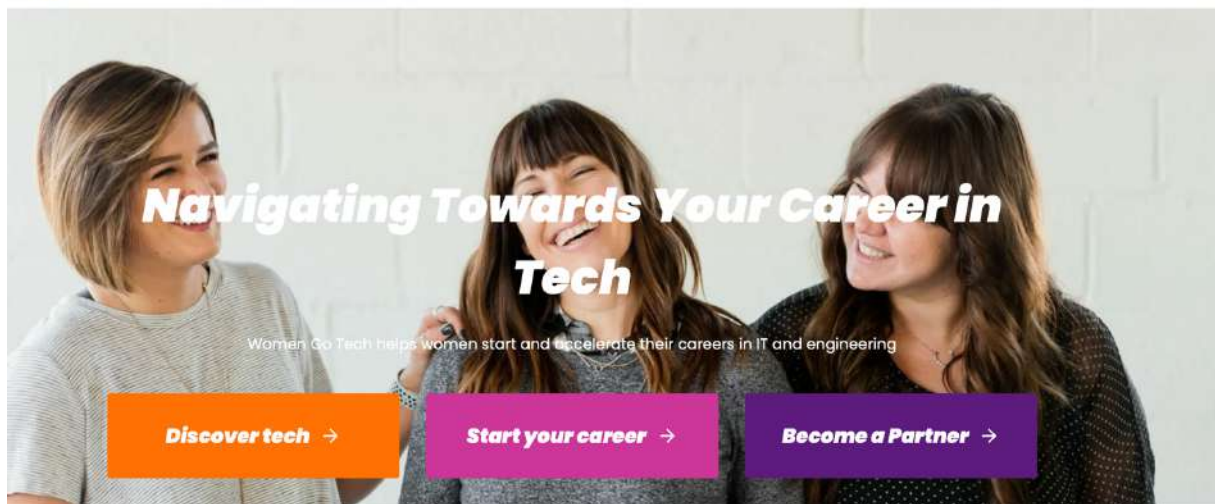 Navigating Towards Your Career in
Tech
Women Go Tech helps women start and accelerate their careers in IT and engineering
Discover tech →
Start your career →
Become a Partner →